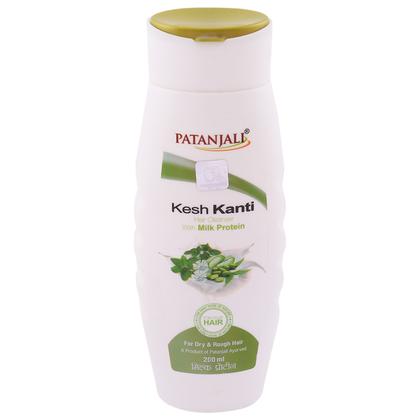 PATANJALI®
Kesh Kanti
Hair Cleanser
With Milk Protein
HAIR
For Dry & Rough Hair
A Product of Patanjali Ayurved
200 ml
मिल्क प्रोटीन